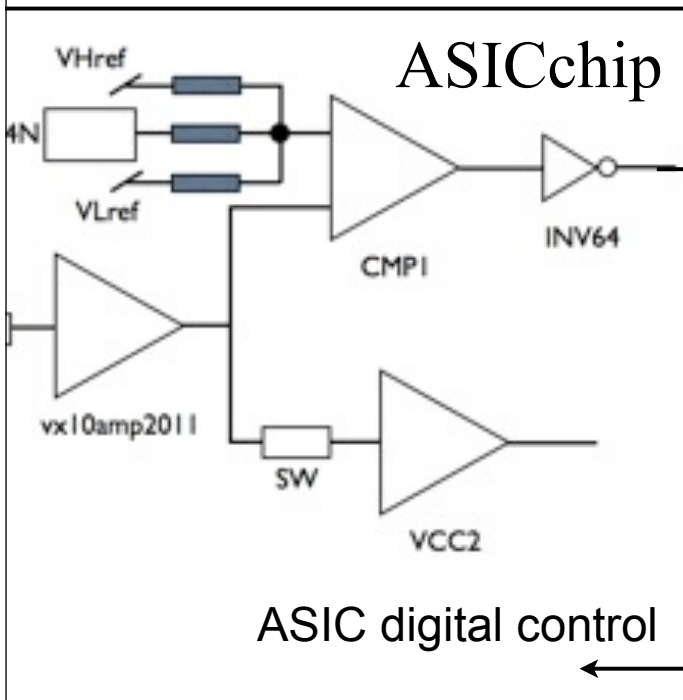 VHref
ASICchip
4N
VLref
INV64
CMP1
vx10amp2011
SW
VCC2
ASIC digital control